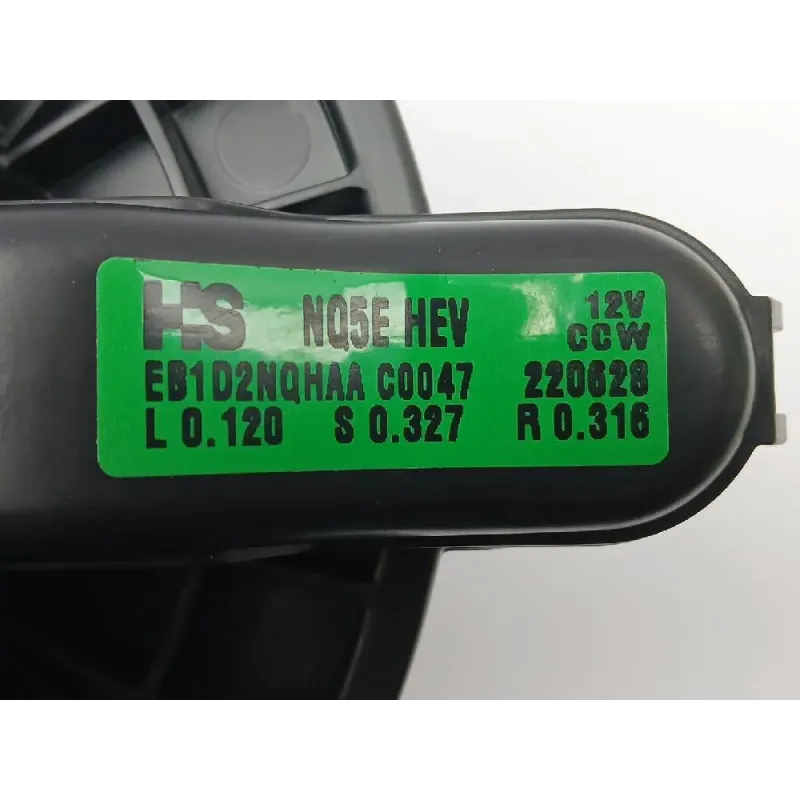 HS NQ5E HEV 12V
CCW
EB1D2NQHAA C0047 220628
L 0.120 S 0.327 R 0.316